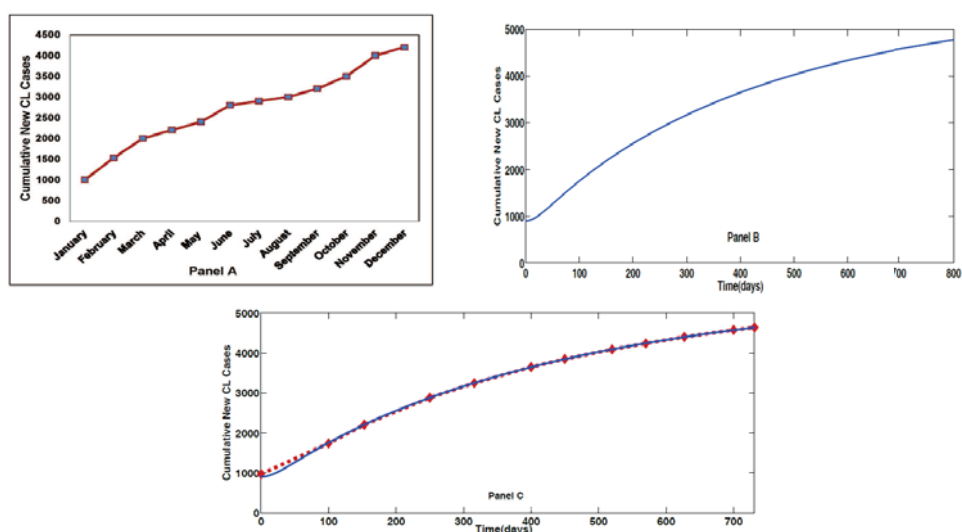 4500
4000
3500
3000
2500
2000
1500
1000
500
0
Cumulative New CL Cases
January
February
March
April
May
June
July
August
September
October
November
December
Panel A
5000
4000
3000
2000
1000
0
Cumulative New CL Cases
Panel B
0 100 200 300 400 500 600 700 800
Time(days)
5000
4000
3000
2000
1000
0
Cumulative New CL Cases
Panel C
0 100 200 300 400 500 600 700
Time(days)